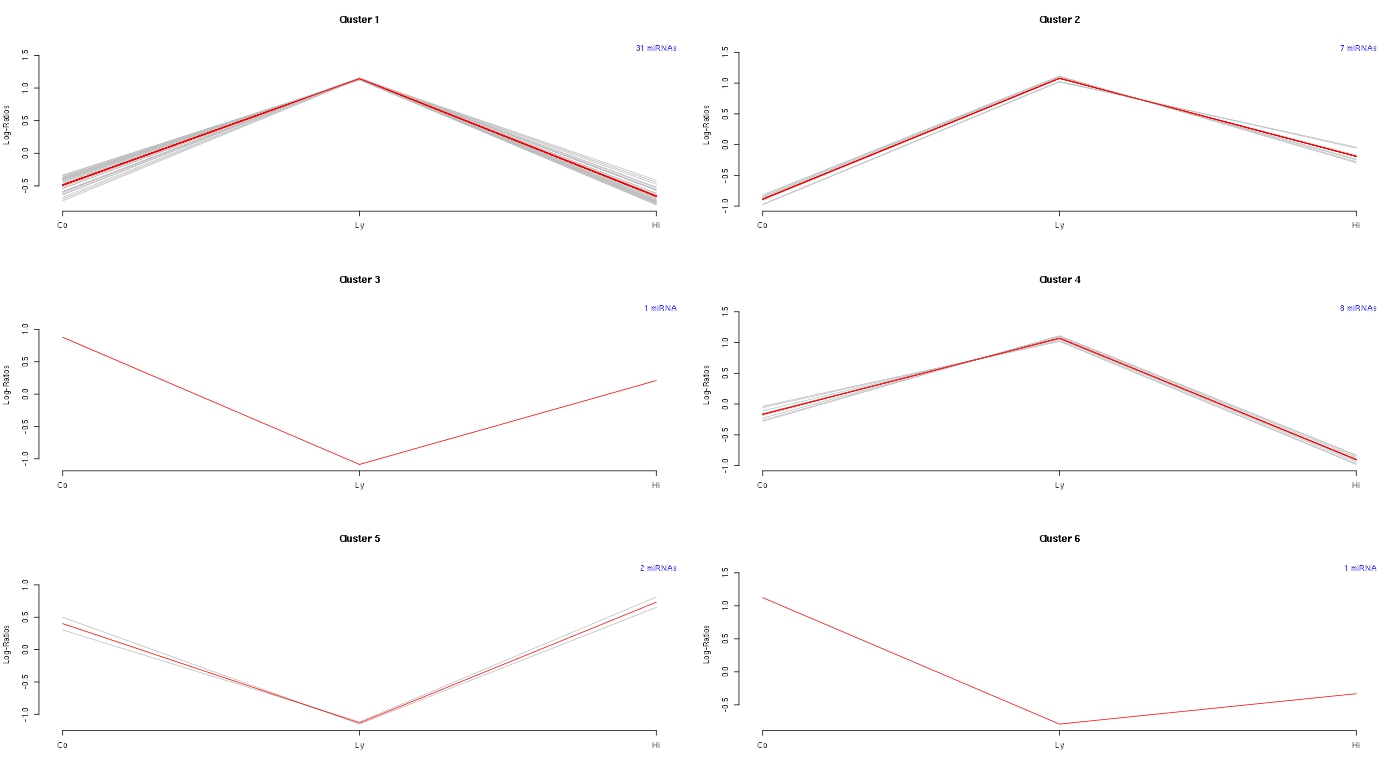 Cluster 1
31 miRNAs
Log-Ratios
1.5
1.0
0.5
0.0
-0.5
Co
Ly
Hi
Cluster 2
7 miRNAs
Log-Ratios
1.5
1.0
0.5
0.0
-0.5
-1.0
Co
Ly
Hi
Cluster 3
1 miRNA
Log-Ratios
1.0
0.5
0.0
-0.5
-1.0
Co
Ly
Hi
Cluster 4
8 miRNAs
Log-Ratios
1.5
1.0
0.5
0.0
-0.5
-1.0
Co
Ly
Hi
Cluster 5
2 miRNAs
Log-Ratios
1.0
0.5
0.0
-0.5
-1.0
Co
Ly
Hi
Cluster 6
1 miRNA
Log-Ratios
1.5
1.0
0.5
0.0
-0.5
Co
Ly
Hi